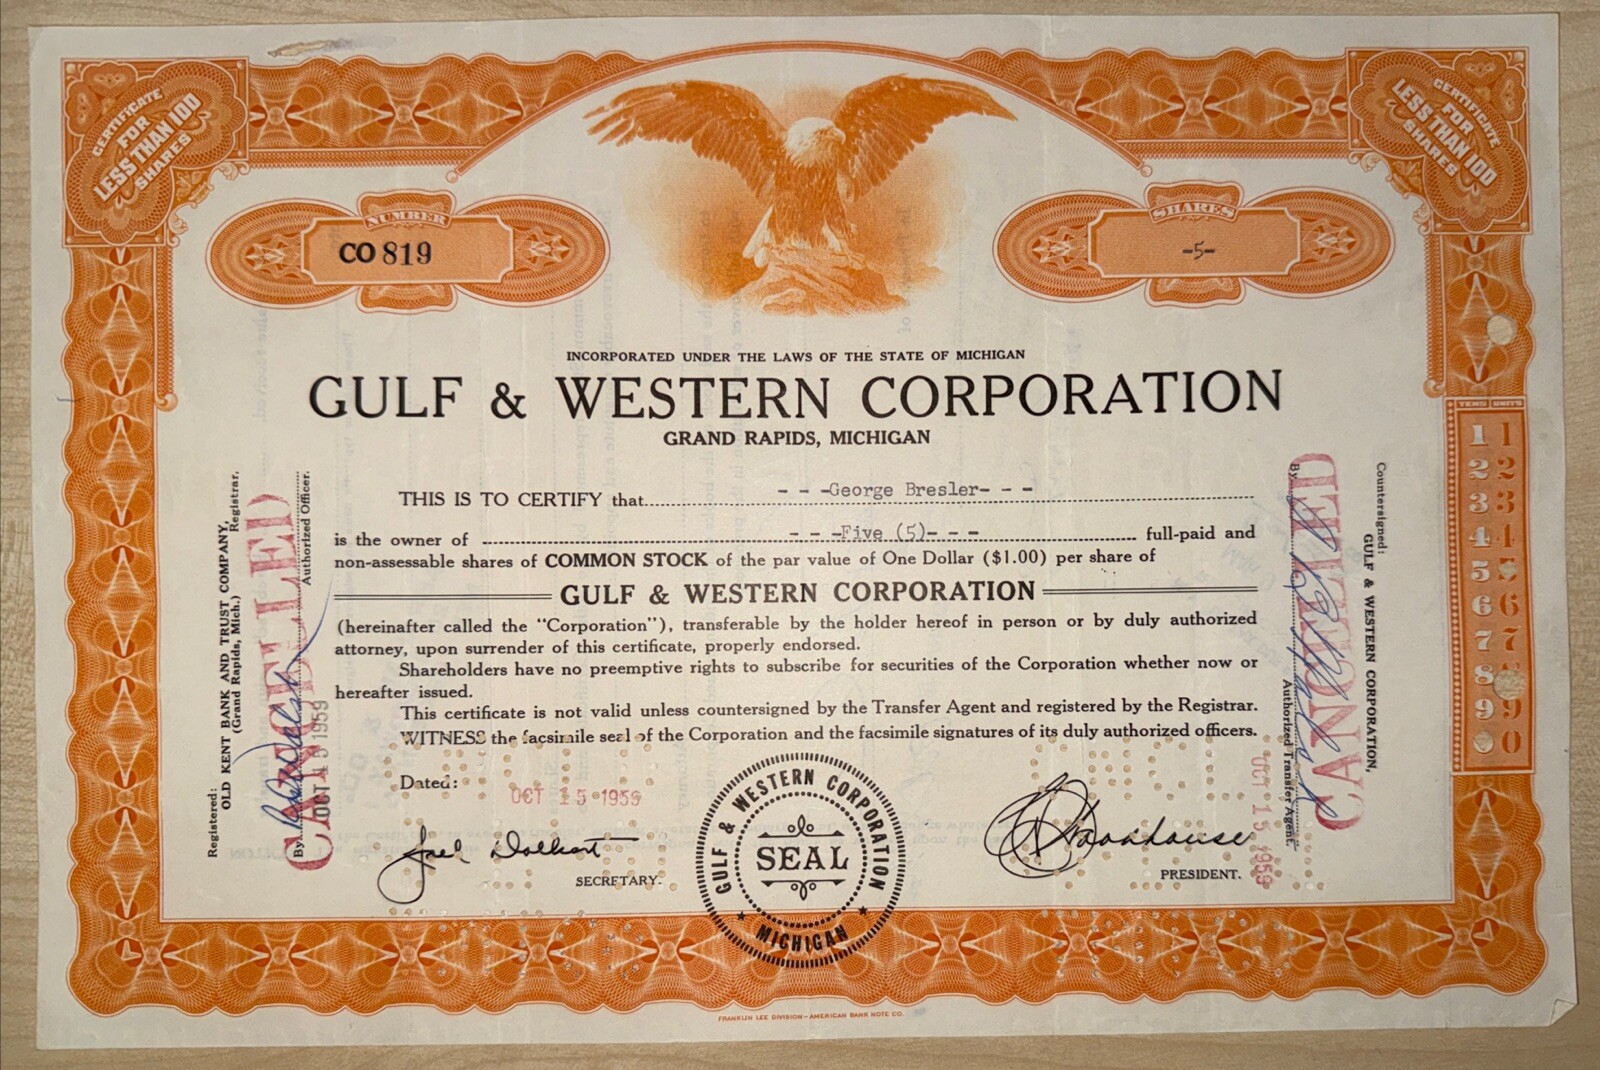 CERTIFICATE
FOR
LESS THAN 100
SHARES
CERTIFICATE
FOR
LESS THAN 100
SHARES
NUMBER
CO 819
SHARES
-5-
INCORPORATED UNDER THE LAWS OF THE STATE OF MICHIGAN
GULF & WESTERN CORPORATION
GRAND RAPIDS, MICHIGAN
THIS IS TO CERTIFY that - - -George Bresler- - -
is the owner of - - -Five (5)- - - full-paid and
non-assessable shares of COMMON STOCK of the par value of One Dollar ($1.00) per share of
GULF & WESTERN CORPORATION
(hereinafter called the "Corporation"), transferable by the holder hereof in person or by duly authorized
attorney, upon surrender of this certificate, properly endorsed.
Shareholders have no preemptive rights to subscribe for securities of the Corporation whether now or
hereafter issued.
This certificate is not valid unless countersigned by the Transfer Agent and registered by the Registrar.
WITNESS the facsimile seal of the Corporation and the facsimile signatures of its duly authorized officers.
Dated: OCT 15 1959
Joel Dolkart
SECRETARY.
GULF & WESTERN CORPORATION
SEAL
MICHIGAN
PRESIDENT.
Registered:
OLD KENT BANK AND TRUST COMPANY,
(Grand Rapids, Mich.) Registrar.
By
Authorized Officer.
CANCELLED
OCT 15 1959
Countersigned:
GULF & WESTERN CORPORATION,
By
Authorized Transfer Agent.
CANCELLED
OCT 15 1959
TENS UNITS
1 1
2 2
3 3
4 4
5
6 6
7 7
8
9 9
0
FRANKLIN LEE DIVISION - AMERICAN BANK NOTE CO.